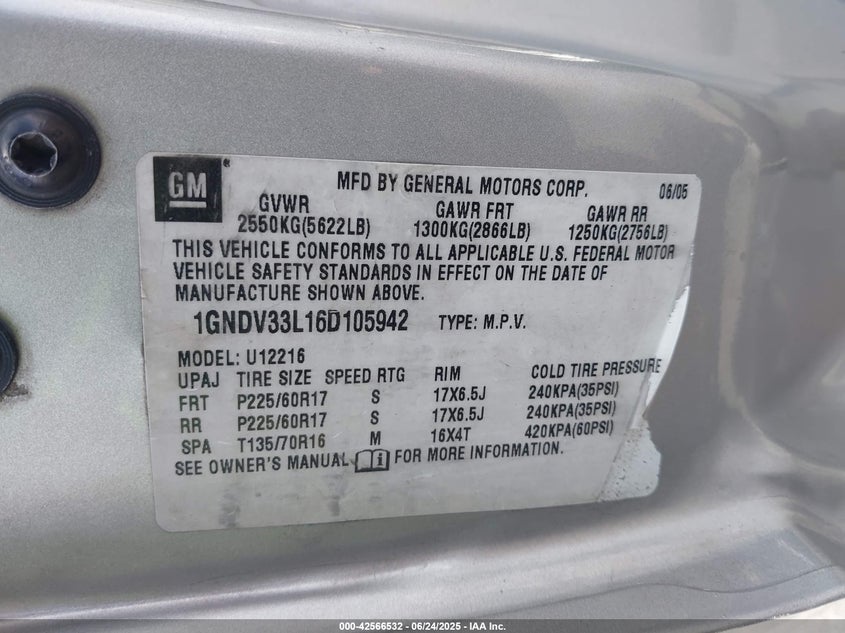 GM ® MFD BY GENERAL MOTORS CORP. 06/05
GVWR GAWR FRT GAWR RR
2550KG(5622LB) 1300KG(2866LB) 1250KG(2756LB)
THIS VEHICLE CONFORMS TO ALL APPLICABLE U.S. FEDERAL MOTOR
VEHICLE SAFETY STANDARDS IN EFFECT ON THE DATE OF
MANUFACTURE SHOWN ABOVE.
1GNDV33L16D105942 TYPE: M.P.V.
MODEL: U12216
UPAJ TIRE SIZE SPEED RTG RIM COLD TIRE PRESSURE
FRT P225/60R17 S 17X6.5J 240KPA(35PSI)
RR P225/60R17 S 17X6.5J 240KPA(35PSI)
SPA T135/70R16 M 16X4T 420KPA(60PSI)
SEE OWNER'S MANUAL FOR MORE INFORMATION.
000-42566532 - 06/24/2025 - IAA Inc.